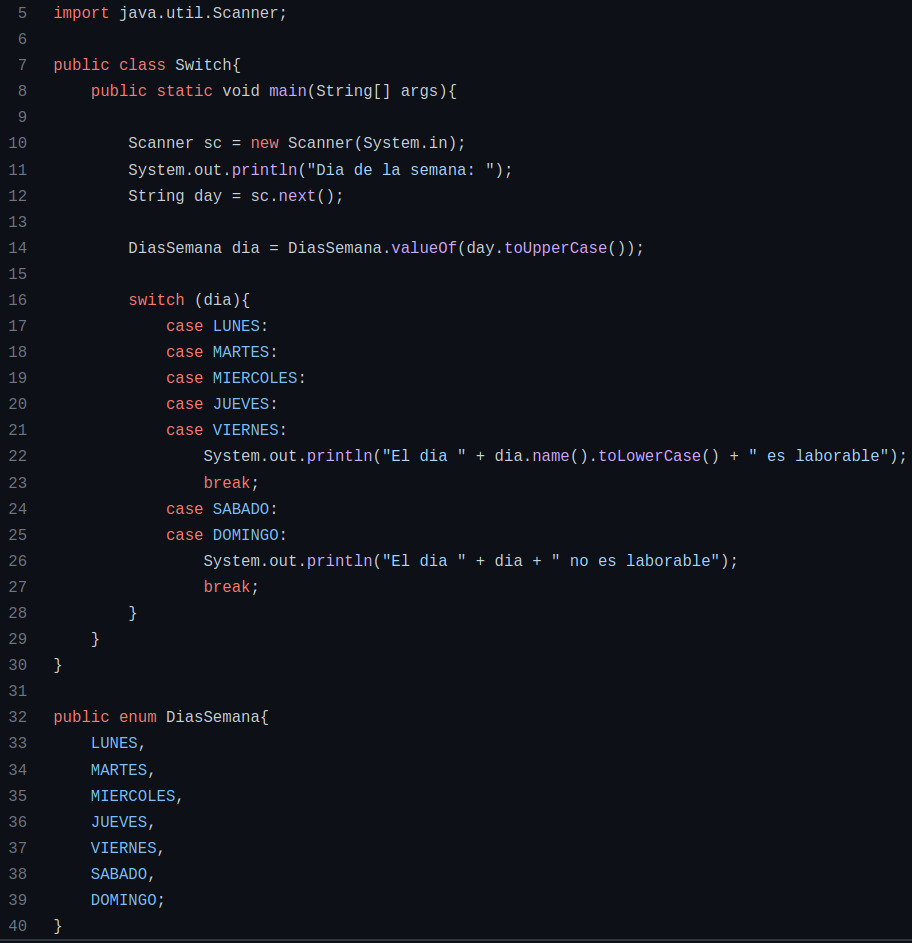 5 import java.util.Scanner;
6
7 public class Switch{
8     public static void main(String[] args){
9
10         Scanner sc = new Scanner(System.in);
11         System.out.println("Dia de la semana: ");
12         String day = sc.next();
13
14         DiasSemana dia = DiasSemana.valueOf(day.toUpperCase());
15
16         switch (dia){
17             case LUNES:
18             case MARTES:
19             case MIERCOLES:
20             case JUEVES:
21             case VIERNES:
22                 System.out.println("El dia " + dia.name().toLowerCase() + " es laborable");
23                 break;
24             case SABADO:
25             case DOMINGO:
26                 System.out.println("El dia " + dia + " no es laborable");
27                 break;
28         }
29     }
30 }
31
32 public enum DiasSemana{
33     LUNES,
34     MARTES,
35     MIERCOLES,
36     JUEVES,
37     VIERNES,
38     SABADO,
39     DOMINGO;
40 }